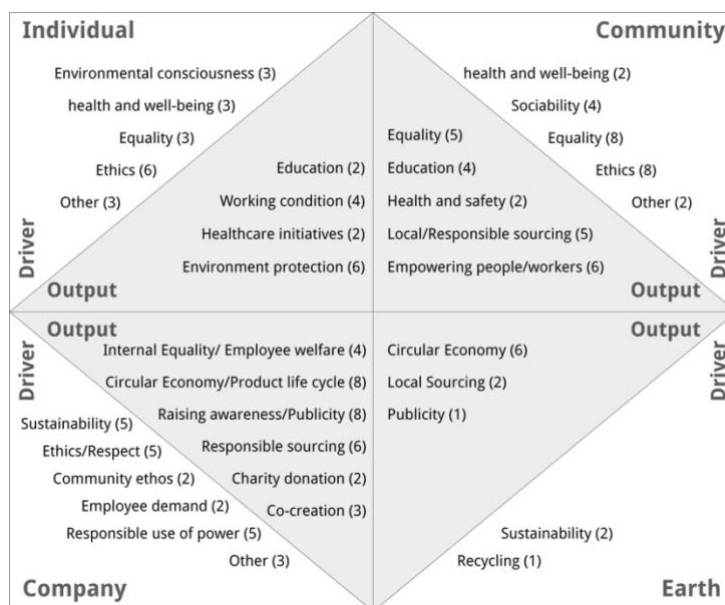 Individual
Community
Environmental consciousness (3)
health and well-being (3)
Equality (3)
Ethics (6)
Other (3)
Driver
Output
Education (2)
Working condition (4)
Healthcare initiatives (2)
Environment protection (6)
health and well-being (2)
Sociability (4)
Equality (8)
Ethics (8)
Other (2)
Driver
Output
Equality (5)
Education (4)
Health and safety (2)
Local/Responsible sourcing (5)
Empowering people/workers (6)
Output
Driver
Internal Equality/ Employee welfare (4)
Circular Economy/Product life cycle (8)
Raising awareness/Publicity (8)
Responsible sourcing (6)
Charity donation (2)
Co-creation (3)
Sustainability (5)
Ethics/Respect (5)
Community ethos (2)
Employee demand (2)
Responsible use of power (5)
Other (3)
Company
Output
Driver
Circular Economy (6)
Local Sourcing (2)
Publicity (1)
Sustainability (2)
Recycling (1)
Earth